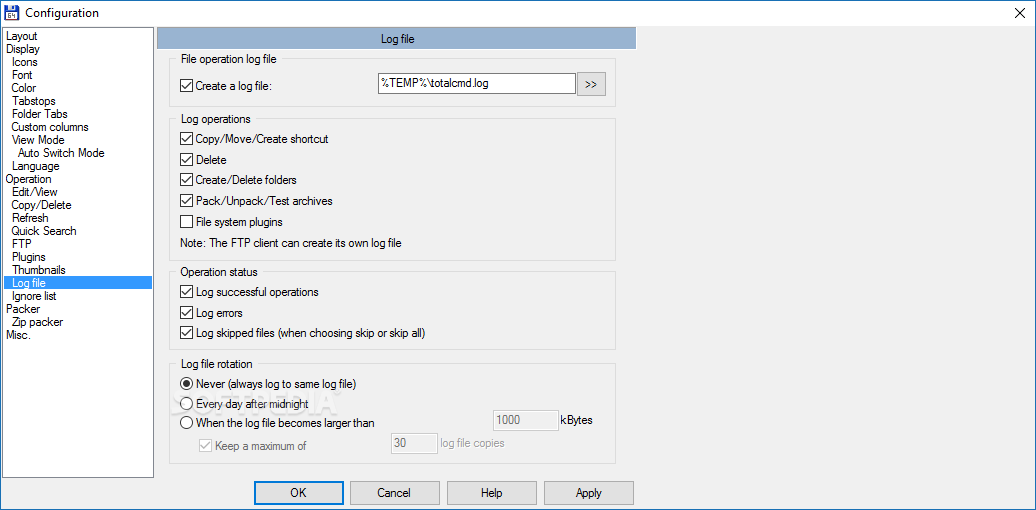 64 Configuration
Layout
Display
Icons
Font
Color
Tabstops
Folder Tabs
Custom columns
View Mode
Auto Switch Mode
Language
Operation
Edit/View
Copy/Delete
Refresh
Quick Search
FTP
Plugins
Thumbnails
Log file
Ignore list
Packer
Zip packer
Misc.
Log file
File operation log file
Create a log file: %TEMP%\totalcmd.log >>
Log operations
Copy/Move/Create shortcut
Delete
Create/Delete folders
Pack/Unpack/Test archives
File system plugins
Note: The FTP client can create its own log file
Operation status
Log successful operations
Log errors
Log skipped files (when choosing skip or skip all)
Log file rotation
Never (always log to same log file)
SOFTPEDIA
Every day after midnight
When the log file becomes larger than 1000 kBytes
Keep a maximum of 30 log file copies
OK Cancel Help Apply